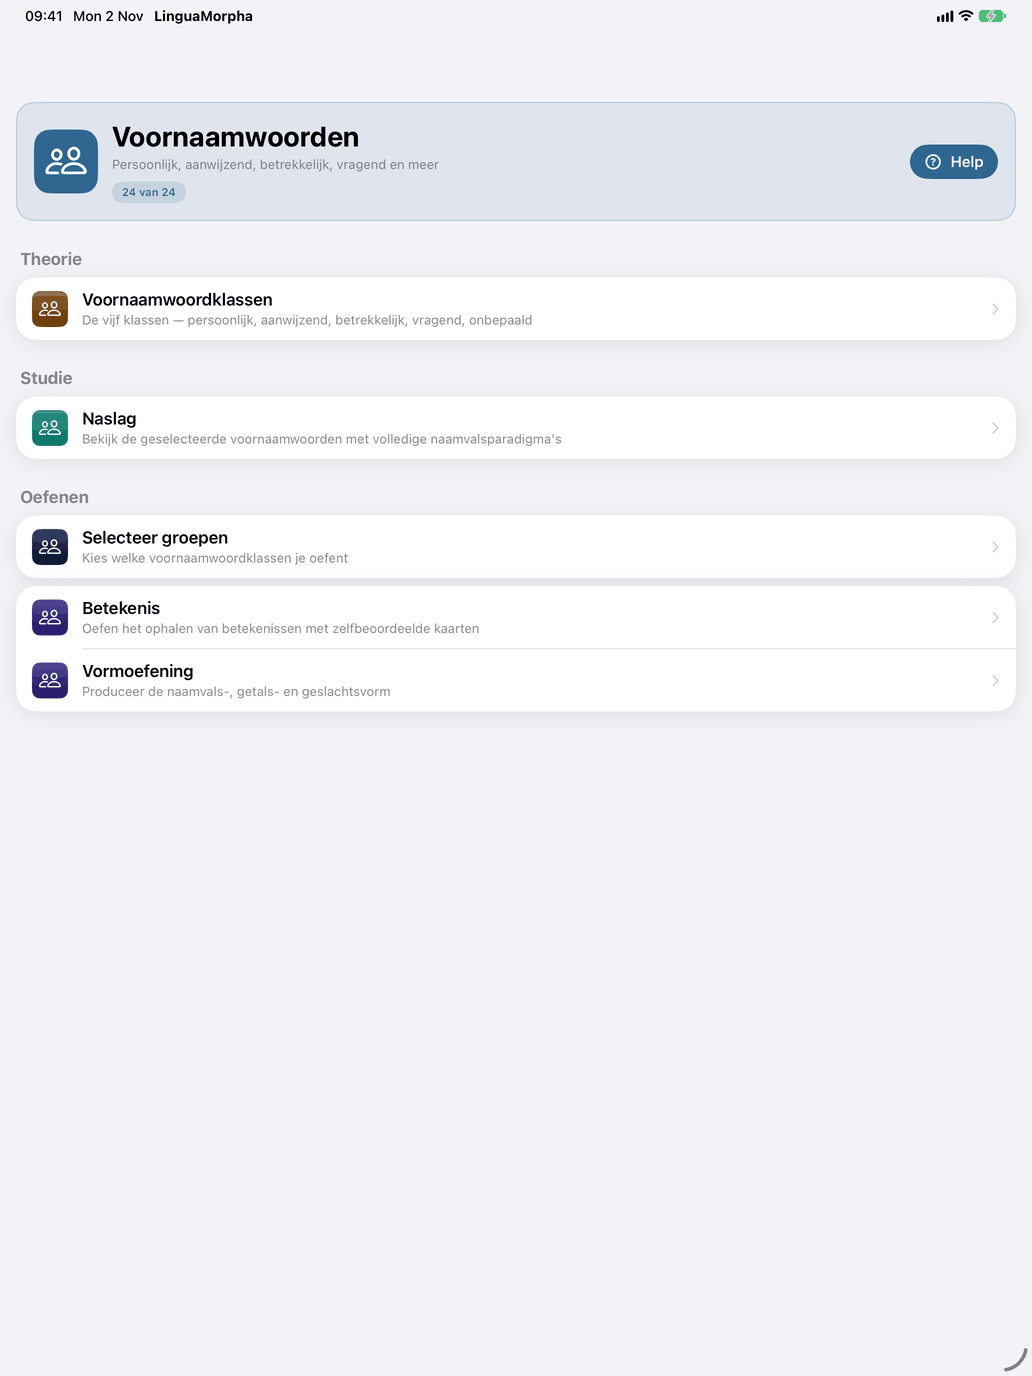 09:41 Mon 2 Nov LinguaMorpha
Voornaamwoorden
Persoonlijk, aanwijzend, betrekkelijk, vragend en meer
24 van 24
Help
Theorie
Voornaamwoordklassen
De vijf klassen — persoonlijk, aanwijzend, betrekkelijk, vragend, onbepaald
Studie
Naslag
Bekijk de geselecteerde voornaamwoorden met volledige naamvalsparadigma's
Oefenen
Selecteer groepen
Kies welke voornaamwoordklassen je oefent
Betekenis
Oefen het ophalen van betekenissen met zelfbeoordeelde kaarten
Vormoefening
Produceer de naamvals-, getals- en geslachtsvorm